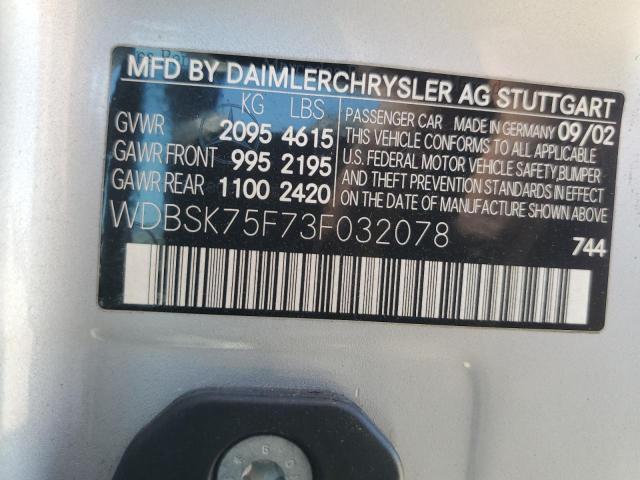 MFD BY DAIMLERCHRYSLER AG STUTTGART
KG LBS
GVWR 2095 4615
GAWR FRONT 995 2195
GAWR REAR 1100 2420
PASSENGER CAR MADE IN GERMANY 09/02
THIS VEHICLE CONFORMS TO ALL APPLICABLE
U.S. FEDERAL MOTOR VEHICLE SAFETY,BUMPER
AND THEFT PREVENTION STANDARDS IN EFFECT
ON THE DATE OF MANUFACTURE SHOWN ABOVE
WDBSK75F73F032078
744